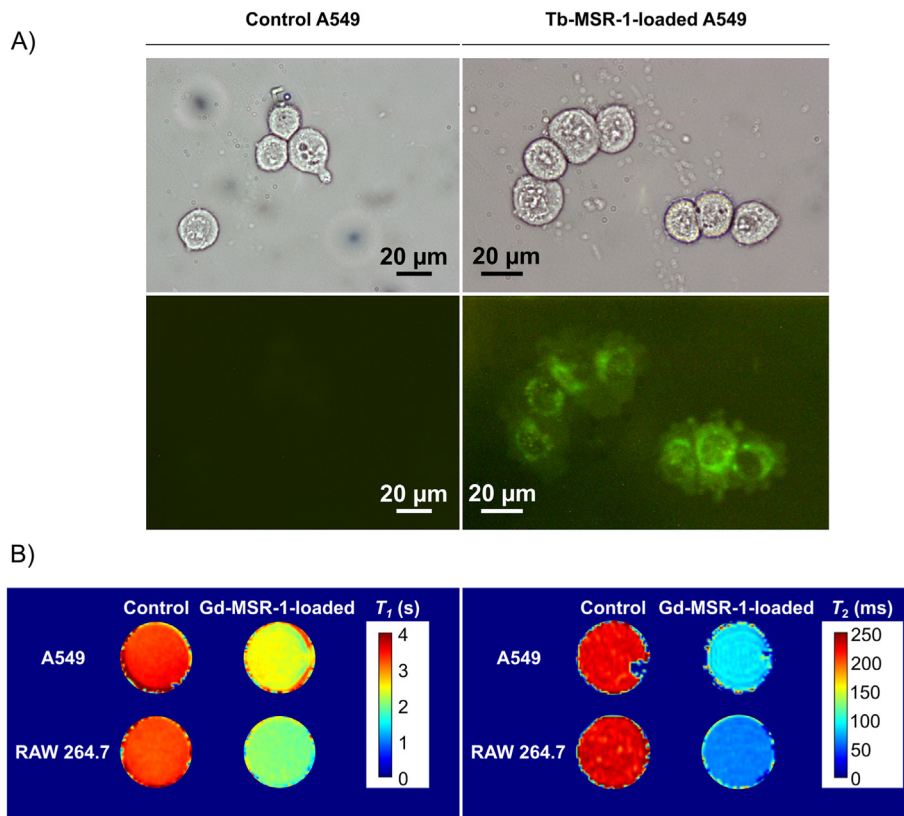 Control A549 Tb-MSR-1-loaded A549
A)
20 μm 20 μm
20 μm 20 μm
B)
Control Gd-MSR-1-loaded T1 (s) Control Gd-MSR-1-loaded T2 (ms)
4 250
A549 3 A549 200
150
2
100
1
RAW 264.7 RAW 264.7 50
0 0